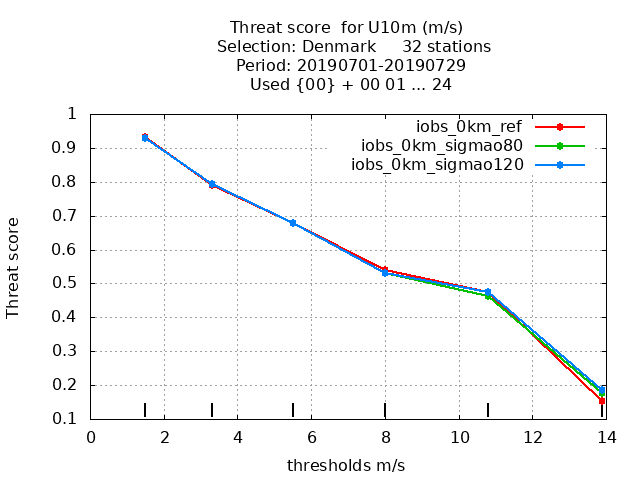 Threat score  for U10m (m/s)
Selection: Denmark     32 stations
Period: 20190701-20190729
Used {00} + 00 01 ... 24
iobs_0km_ref
iobs_0km_sigmao80
iobs_0km_sigmao120
Threat score
1
0.9
0.8
0.7
0.6
0.5
0.4
0.3
0.2
0.1
0 2 4 6 8 10 12 14
thresholds m/s